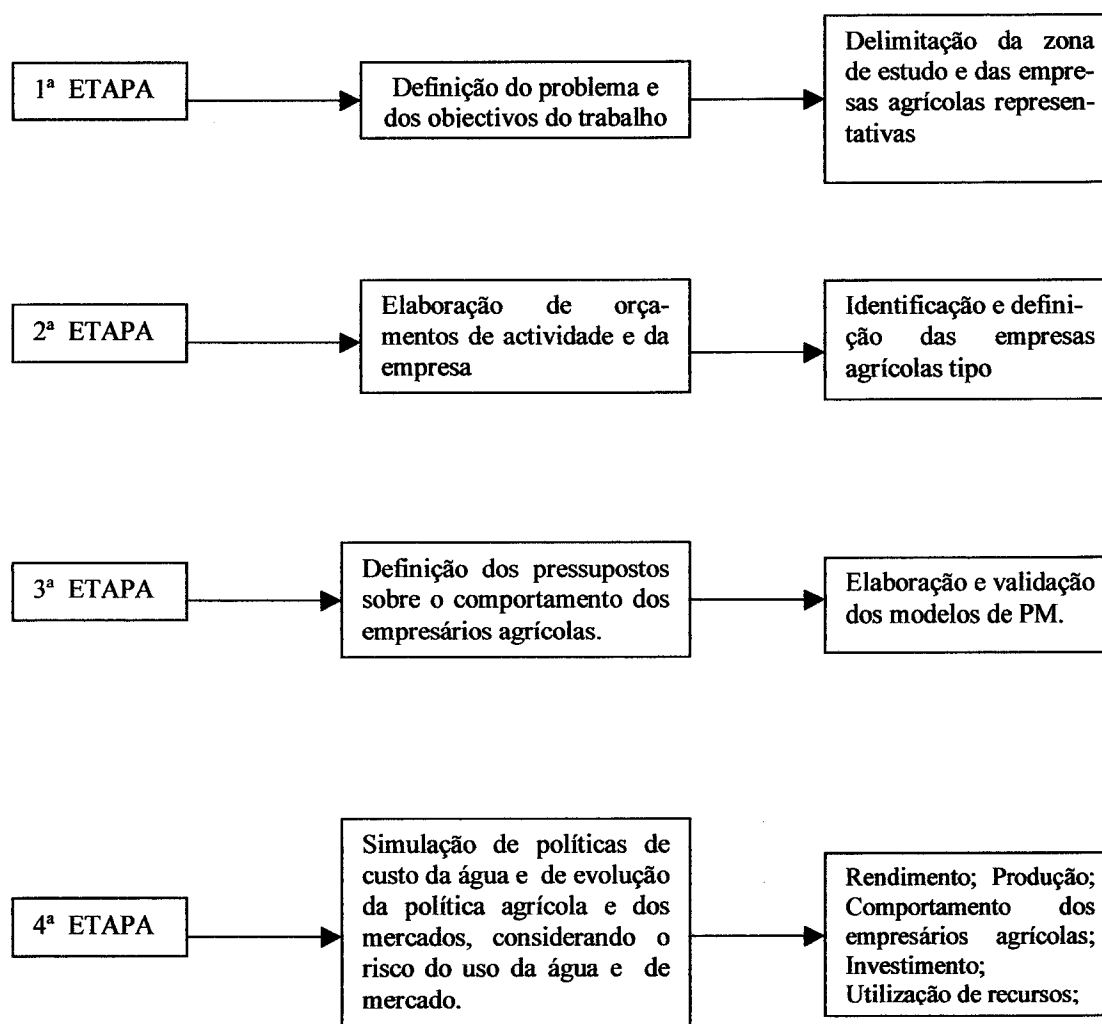 1ª ETAPA
Definição do problema e
dos objectivos do trabalho
Delimitação da zona
de estudo e das empre-
sas agrícolas represen-
tativas
2ª ETAPA
Elaboração de orça-
mentos de actividade e da
empresa
Identificação e defini-
ção das empresas
agrícolas tipo
3ª ETAPA
Definição dos pressupostos
sobre o comportamento dos
empresários agrícolas.
Elaboração e validação
dos modelos de PM.
4ª ETAPA
Simulação de políticas de
custo da água e de evolução
da política agrícola e dos
mercados, considerando o
risco do uso da água e de
mercado.
Rendimento; Produção;
Comportamento dos
empresários agrícolas;
Investimento;
Utilização de recursos;